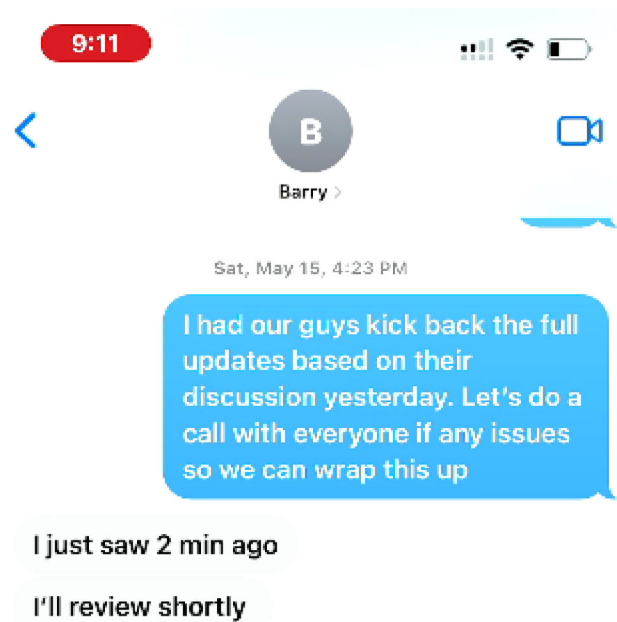 9:11
B
Barry >
Sat, May 15, 4:23 PM
I had our guys kick back the full
updates based on their
discussion yesterday. Let's do a
call with everyone if any issues
so we can wrap this up
I just saw 2 min ago
I'll review shortly